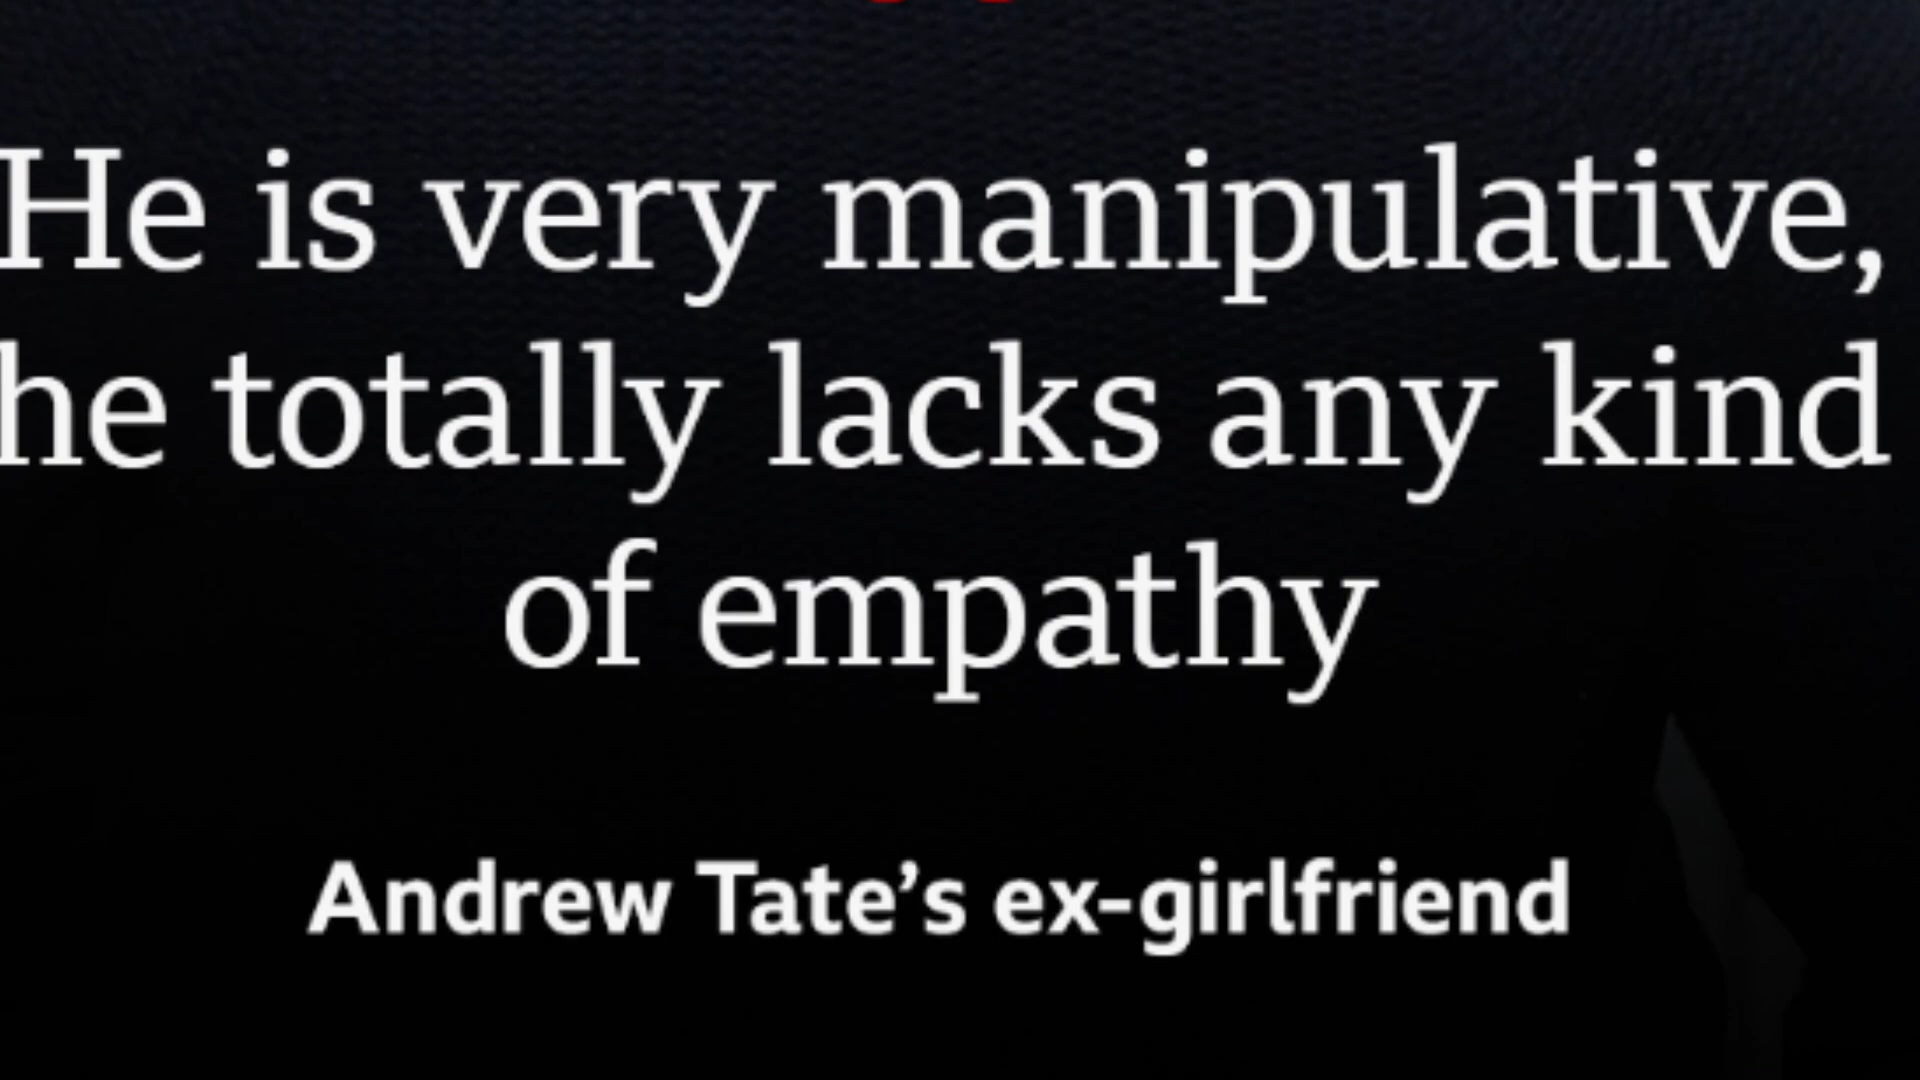 He is very manipulative,
he totally lacks any kind
of empathy
Andrew Tate’s ex-girlfriend